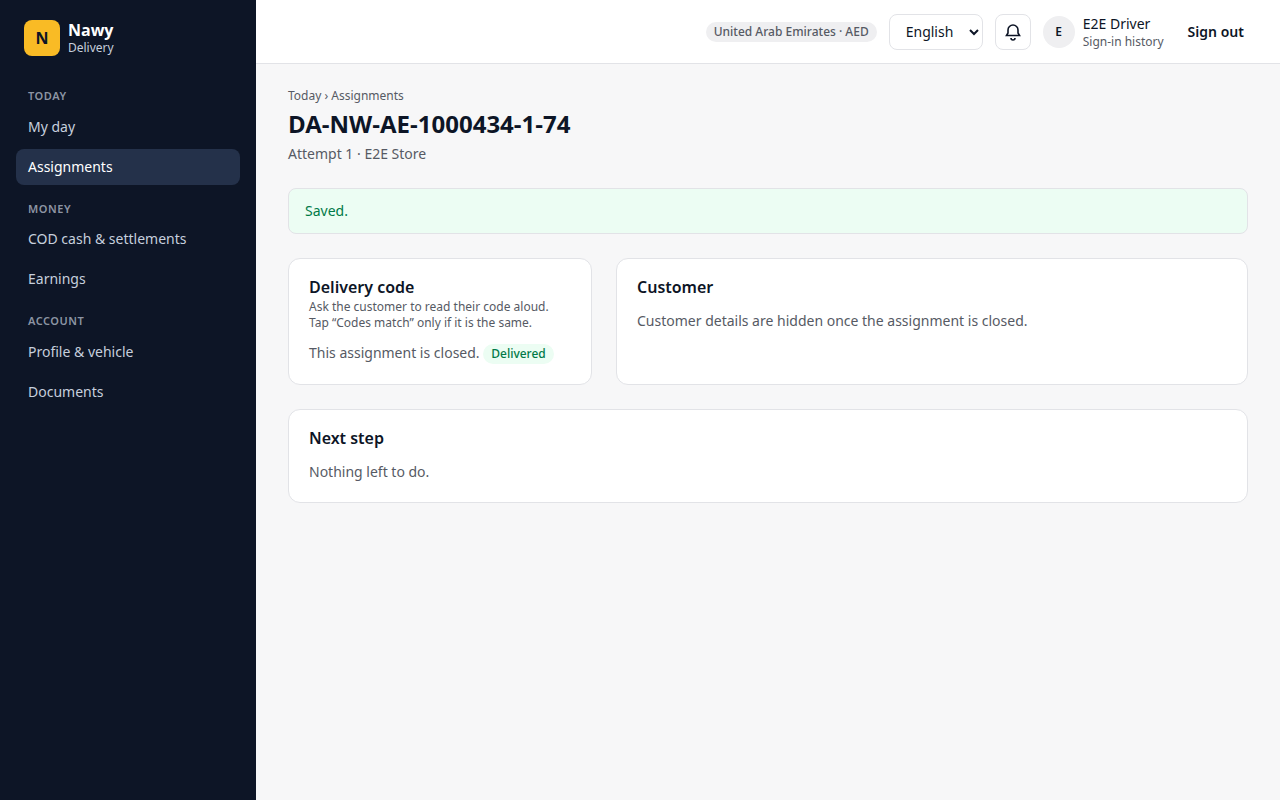 N
Nawy
Delivery
TODAY
My day
Assignments
MONEY
COD cash & settlements
Earnings
ACCOUNT
Profile & vehicle
Documents
United Arab Emirates · AED
English
E
E2E Driver
Sign-in history
Sign out
Today › Assignments
DA-NW-AE-1000434-1-74
Attempt 1 · E2E Store
Saved.
Delivery code
Ask the customer to read their code aloud.
Tap “Codes match” only if it is the same.
This assignment is closed. Delivered
Customer
Customer details are hidden once the assignment is closed.
Next step
Nothing left to do.